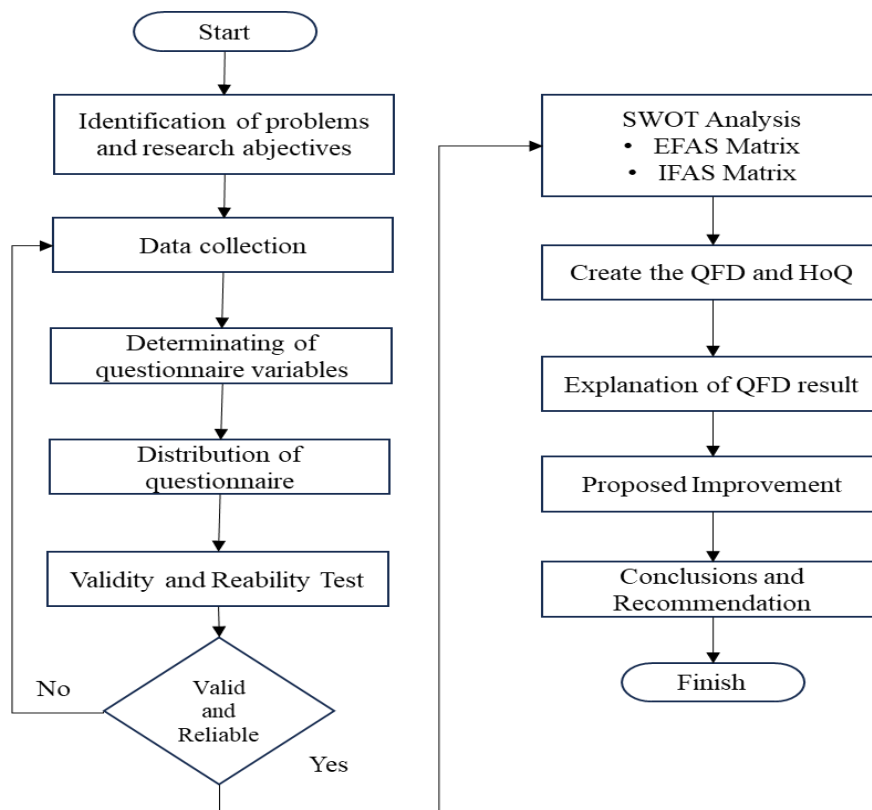 Start
Identification of problems
and research abjectives
Data collection
Determinating of
questionnaire variables
Distribution of
questionnaire
Validity and Reability Test
Valid
and
Reliable
No
Yes
SWOT Analysis
• EFAS Matrix
• IFAS Matrix
Create the QFD and HoQ
Explanation of QFD result
Proposed Improvement
Conclusions and
Recommendation
Finish